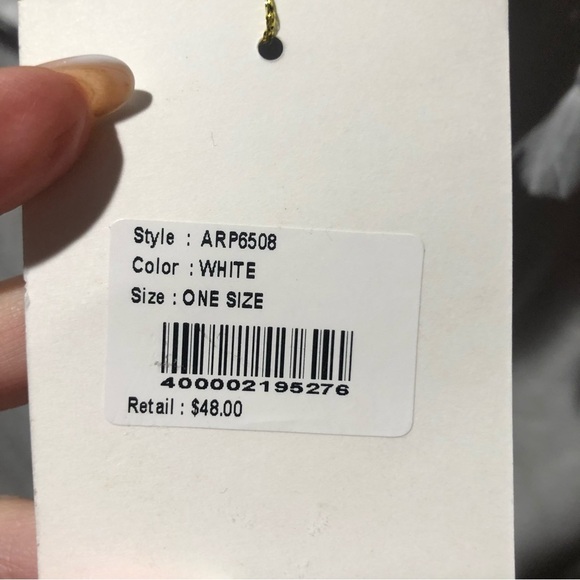 Style : ARP6508
Color : WHITE
Size : ONE SIZE
400002195276
Retail : $48.00